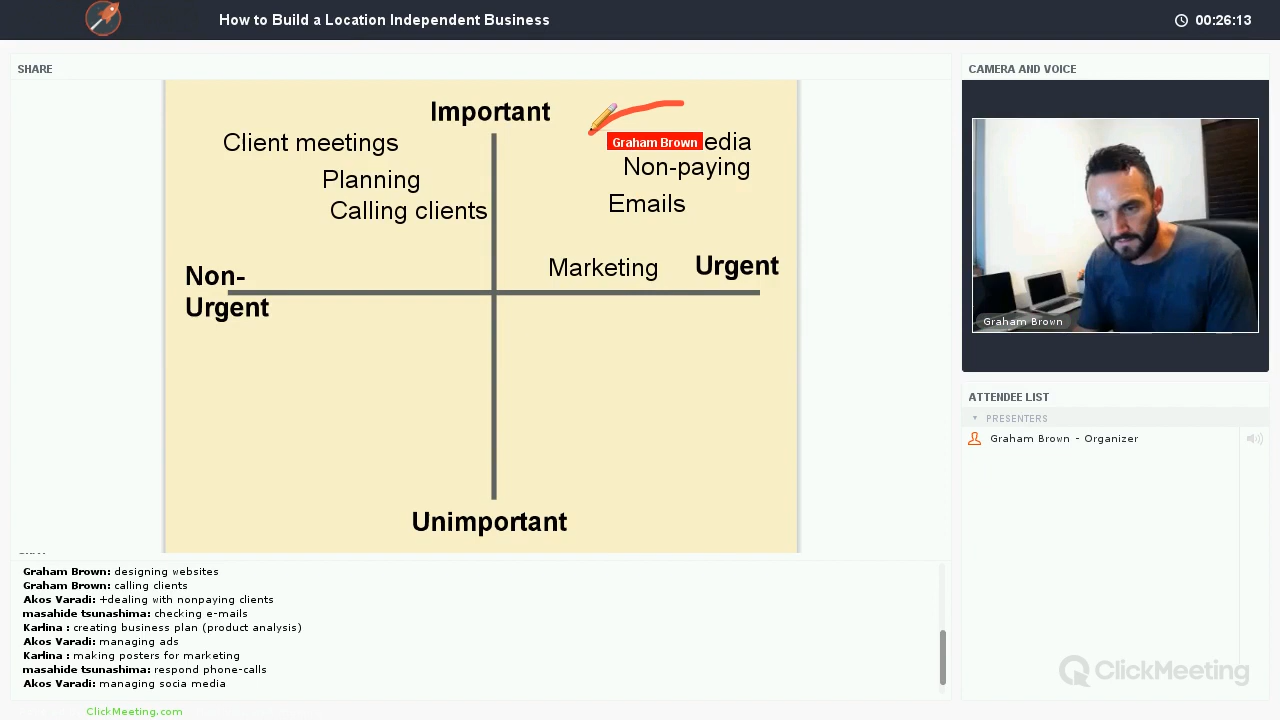 How to Build a Location Independent Business
00:26:13
SHARE
Important
Client meetings
Graham Brown
edia
Planning
Non-paying
Calling clients
Emails
Non-
Urgent
Marketing
Urgent
Unimportant
CAMERA AND VOICE
Graham Brown
ATTENDEE LIST
PRESENTERS
Graham Brown - Organizer
Graham Brown: designing websites
Graham Brown: calling clients
Akos Varadi: +dealing with nonpaying clients
masahide tsunashima: checking e-mails
Karlina : creating business plan (product analysis)
Akos Varadi: managing ads
Karlina : making posters for marketing
masahide tsunashima: respond phone-calls
Akos Varadi: managing socia media
ClickMeeting
ClickMeeting.com